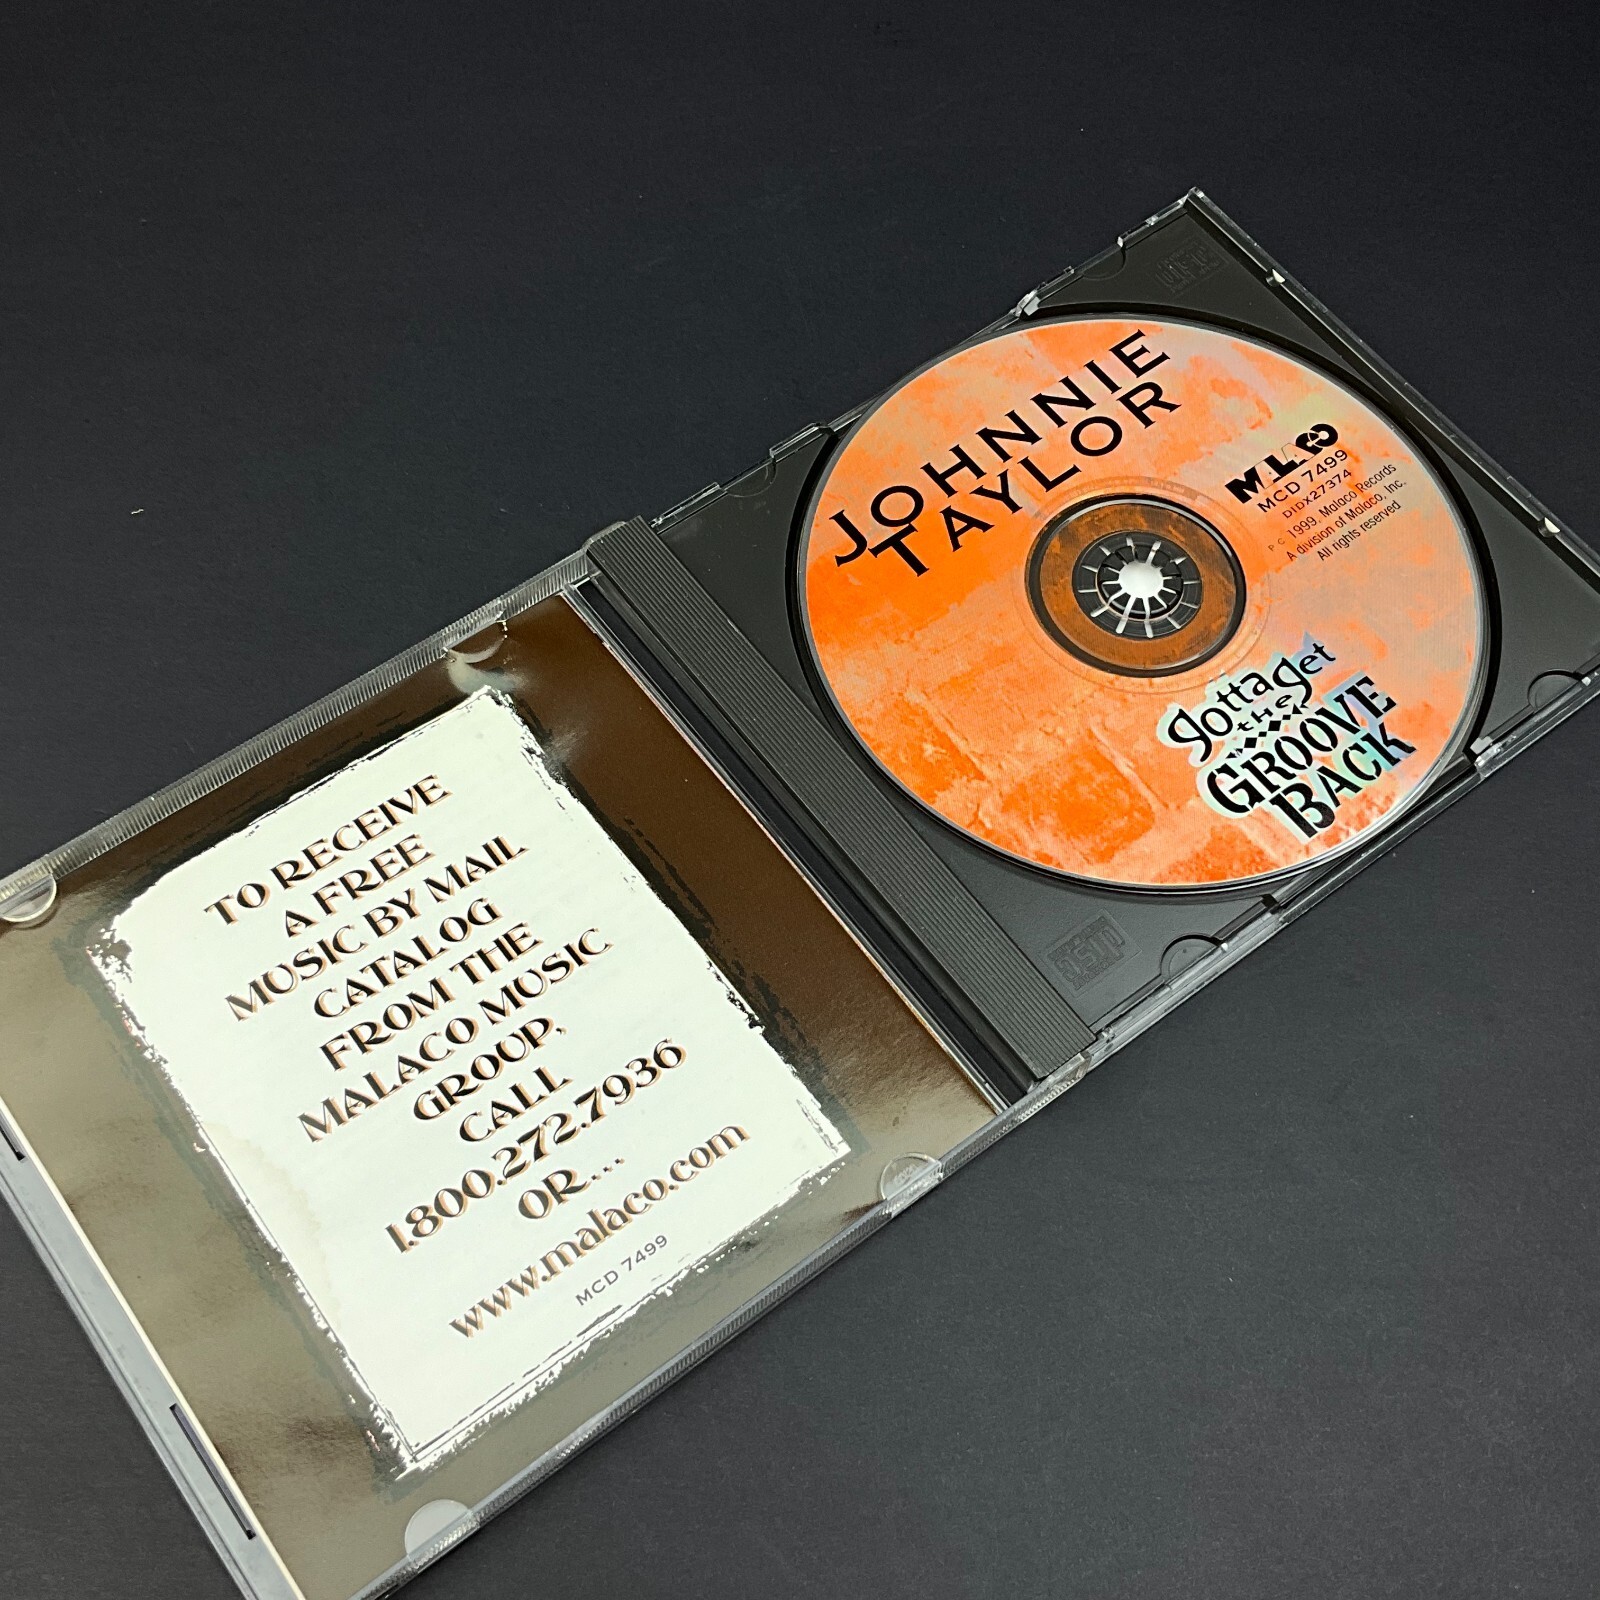 TO RECEIVE
A FREE
MUSIC BY MAIL
CATALOG
FROM THE
MALACO MUSIC
GROUP,
CALL
1.800.272.7936
OR...
www.malaco.com
MCD 7499
JOHNNIE
TAYLOR
MALACO
MCD 7499
DIDX27374
P C 1999, Malaco Records
A division of Malaco, Inc.
All rights reserved
gotta get
the
GROOVE
BACK